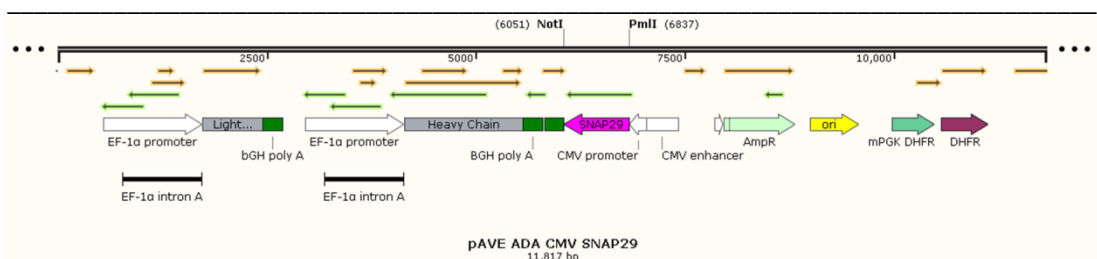 (6051) NotI PmlI (6837)
2500 5000 7500 10,000
Light... Heavy Chain SNAP29 ori
EF-1α promoter EF-1α promoter AmpR mPGK DHFR DHFR
bGH poly A BGH poly A CMV promoter CMV enhancer
EF-1α intron A EF-1α intron A
pAVE ADA CMV SNAP29
11,817 bp